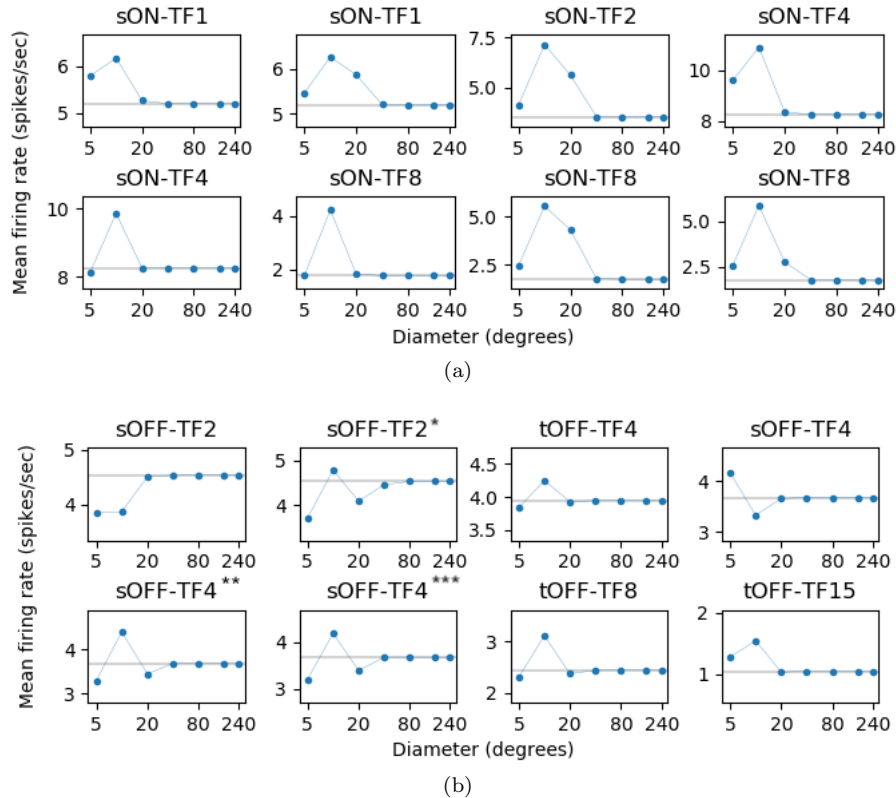 sON-TF1 sON-TF1 sON-TF2 sON-TF4
6 5 5 20 80 240
6 5 5 20 80 240
7.5 5.0 5 20 80 240
10 8 5 20 80 240
Mean firing rate (spikes/sec)
sON-TF4 sON-TF8 sON-TF8 sON-TF8
10 8 5 20 80 240
4 2 5 20 80 240
5.0 2.5 5 20 80 240
5.0 2.5 5 20 80 240
Diameter (degrees)
(a)
sOFF-TF2 sOFF-TF2* tOFF-TF4 sOFF-TF4
5 4 5 20 80 240
5 4 5 20 80 240
4.5 4.0 3.5 5 20 80 240
4 3 5 20 80 240
Mean firing rate (spikes/sec)
sOFF-TF4** sOFF-TF4*** tOFF-TF8 tOFF-TF15
4 3 5 20 80 240
4 3 5 20 80 240
3 2 5 20 80 240
2 1 5 20 80 240
Diameter (degrees)
(b)